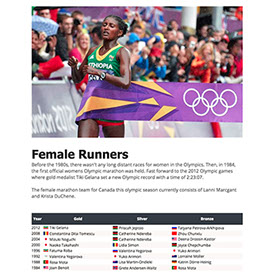 ETHIOPIA
Female Runners
Before the 1980s, there wasn't any long distant races for women in the Olympics. Then, in 1984,
the first official womens Olympic marathon was held. Fast forward to the 2012 Olympic games
where gold medalist Tiki Gelana set a new Olympic record with a time of 2:23:07.
The female marathon team for Canada this olympic season currently consists of Lanni Marchant
and Krista DuChene.
Year Gold Silver Bronze
2012 Tiki Gelana Priscah Jeptoo Tatyana Petrova Arkhipova
2008 Constantina Dita Tomescu Catherine Ndereba Zhou Chunxiu
2004 Mizuki Noguchi Catherine Ndereba Deena Drossin Kastor
2000 Naoko Takahashi Lidia Simon Joyce Chepchumba
1996 Fatuma Roba Valentina Yegorova Yuko Arimori
1992 Valentina Yegorova Yuko Arimori Lorraine Moller
1988 Rosa Mota Lisa Martin-Ondieki Katrin Dörre-Heinig
1984 Joan Benoit Grete Andersen-Waitz Rosa Mota